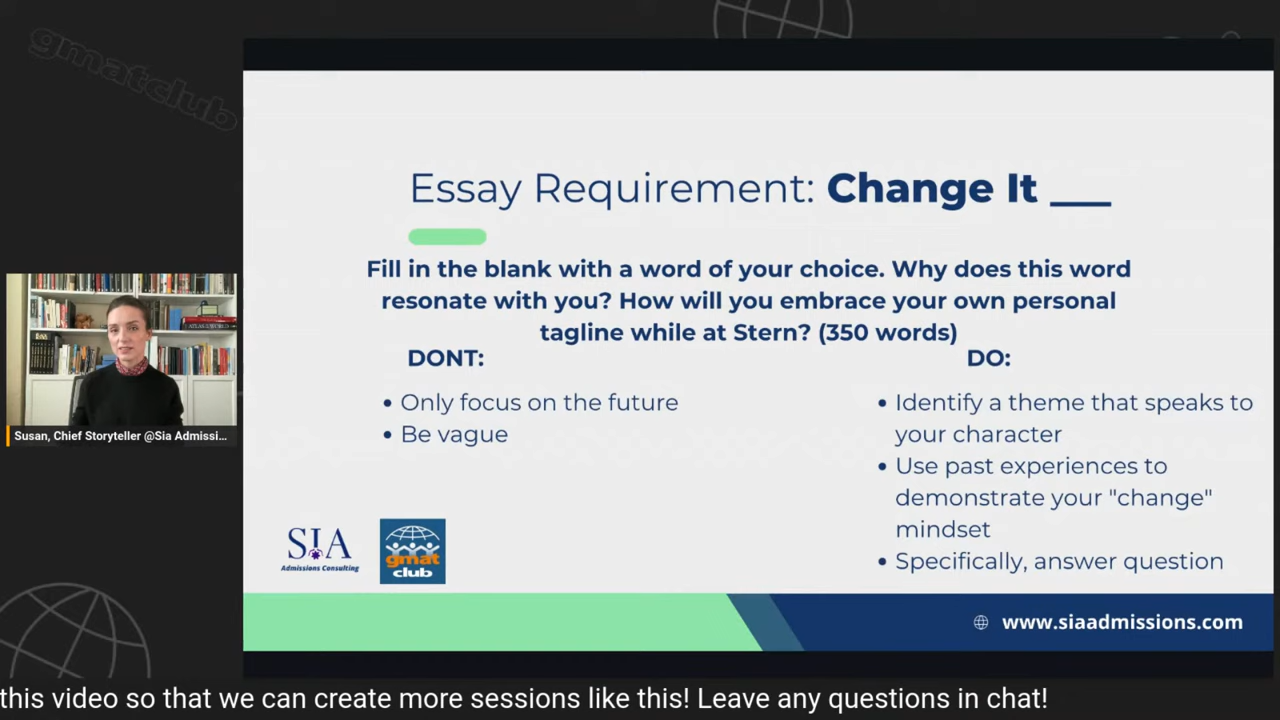 gmatclub
Essay Requirement: Change It ___
Fill in the blank with a word of your choice. Why does this word
resonate with you? How will you embrace your own personal
tagline while at Stern? (350 words)
DONT:
• Only focus on the future
• Be vague
DO:
• Identify a theme that speaks to
your character
• Use past experiences to
demonstrate your "change"
mindset
• Specifically, answer question
Susan, Chief Storyteller @Sia Admissi...
SIA
Admissions Consulting
gmat
club
www.siaadmissions.com
this video so that we can create more sessions like this! Leave any questions in chat!